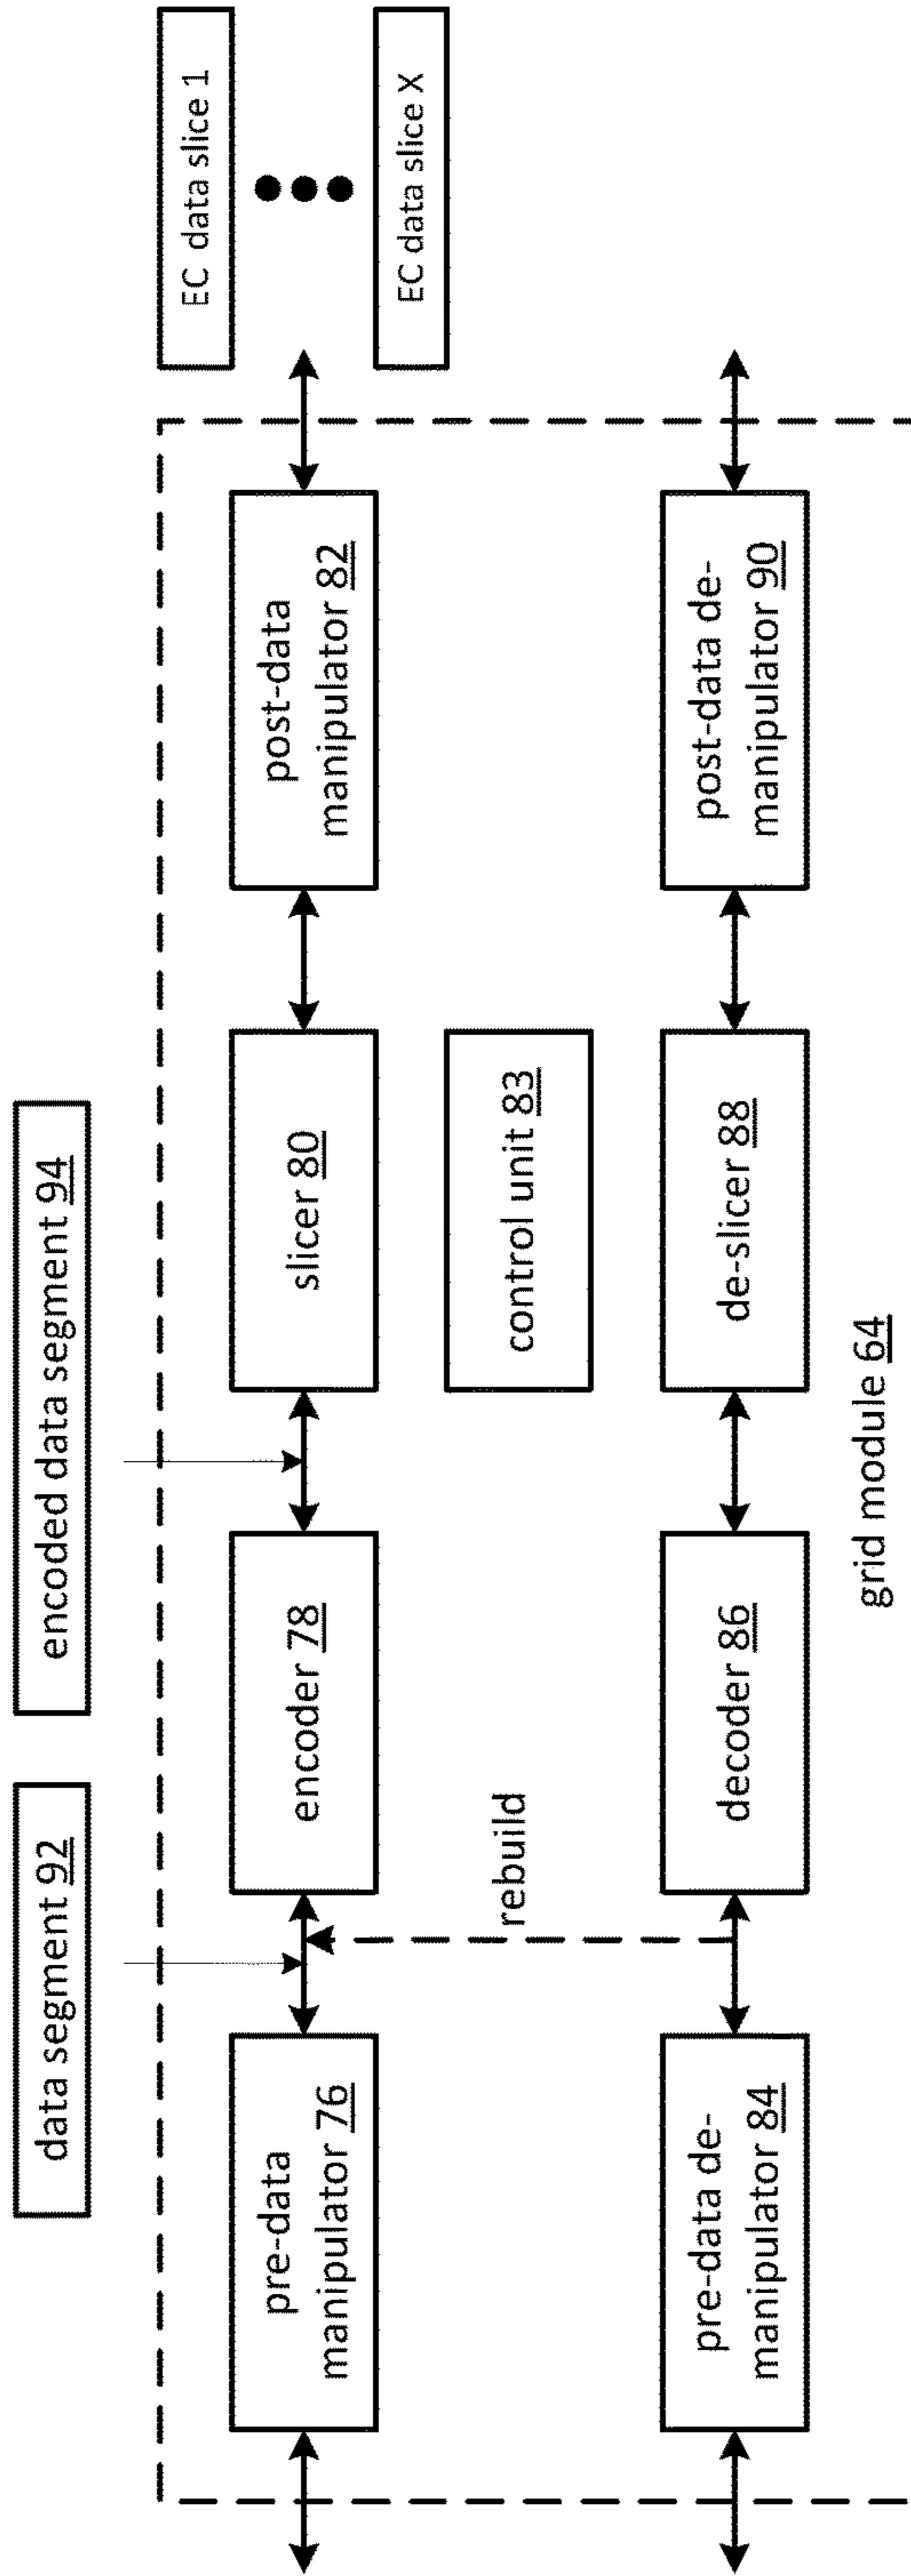 data segment 92
encoded data segment 94
pre-data
manipulator 76
encoder 78
slicer 80
post-data
manipulator 82
EC data slice 1
EC data slice X
rebuild
control unit 83
pre-data de-
manipulator 84
decoder 86
de-slicer 88
post-data de-
manipulator 90
grid module 64